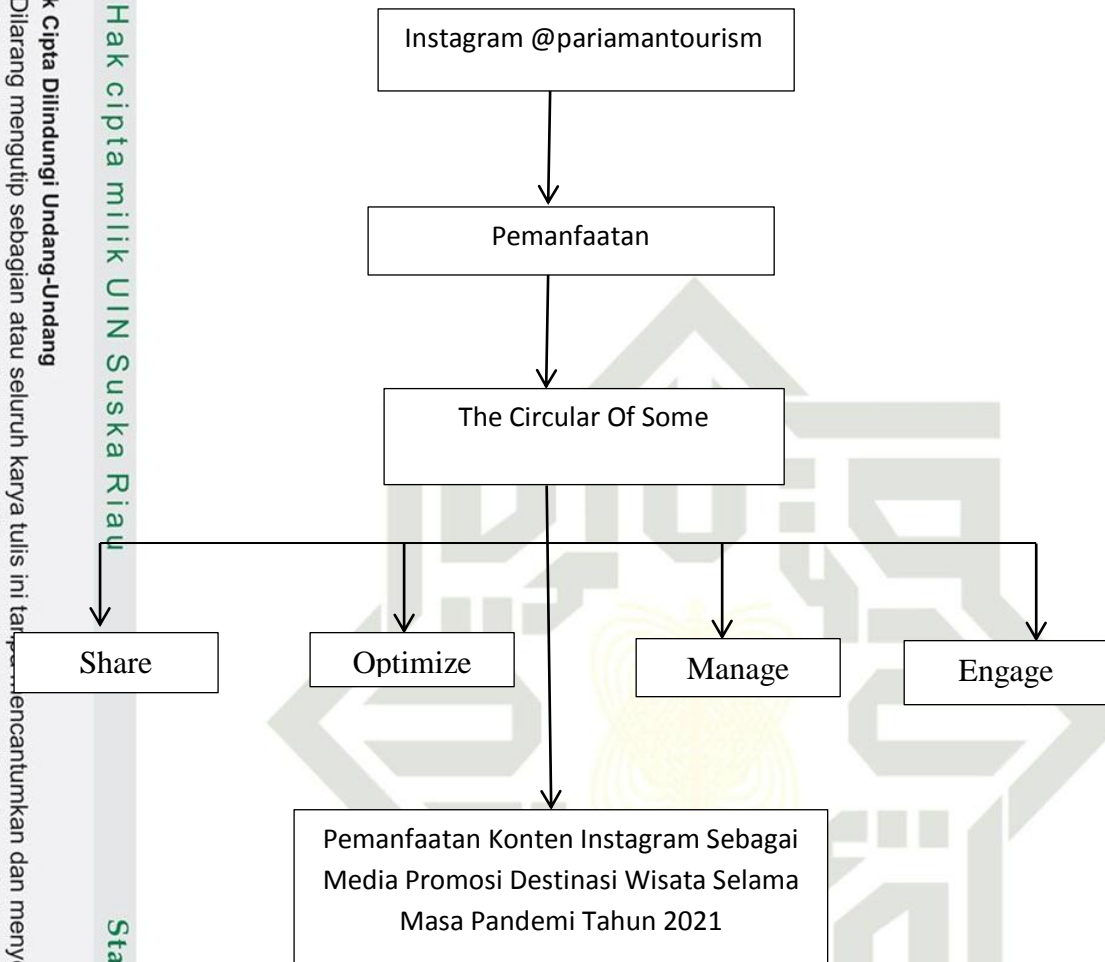 Hak cipta milik UIN Suska Riau
k Cipta Dilindungi Undang-Undang
Dilarang mengutip sebagian atau seluruh karya tulis ini tanpa mencantumkan dan menye
Sta
Instagram @pariamantourism
Pemanfaatan
The Circular Of Some
Share
Optimize
Manage
Engage
Pemanfaatan Konten Instagram Sebagai
Media Promosi Destinasi Wisata Selama
Masa Pandemi Tahun 2021